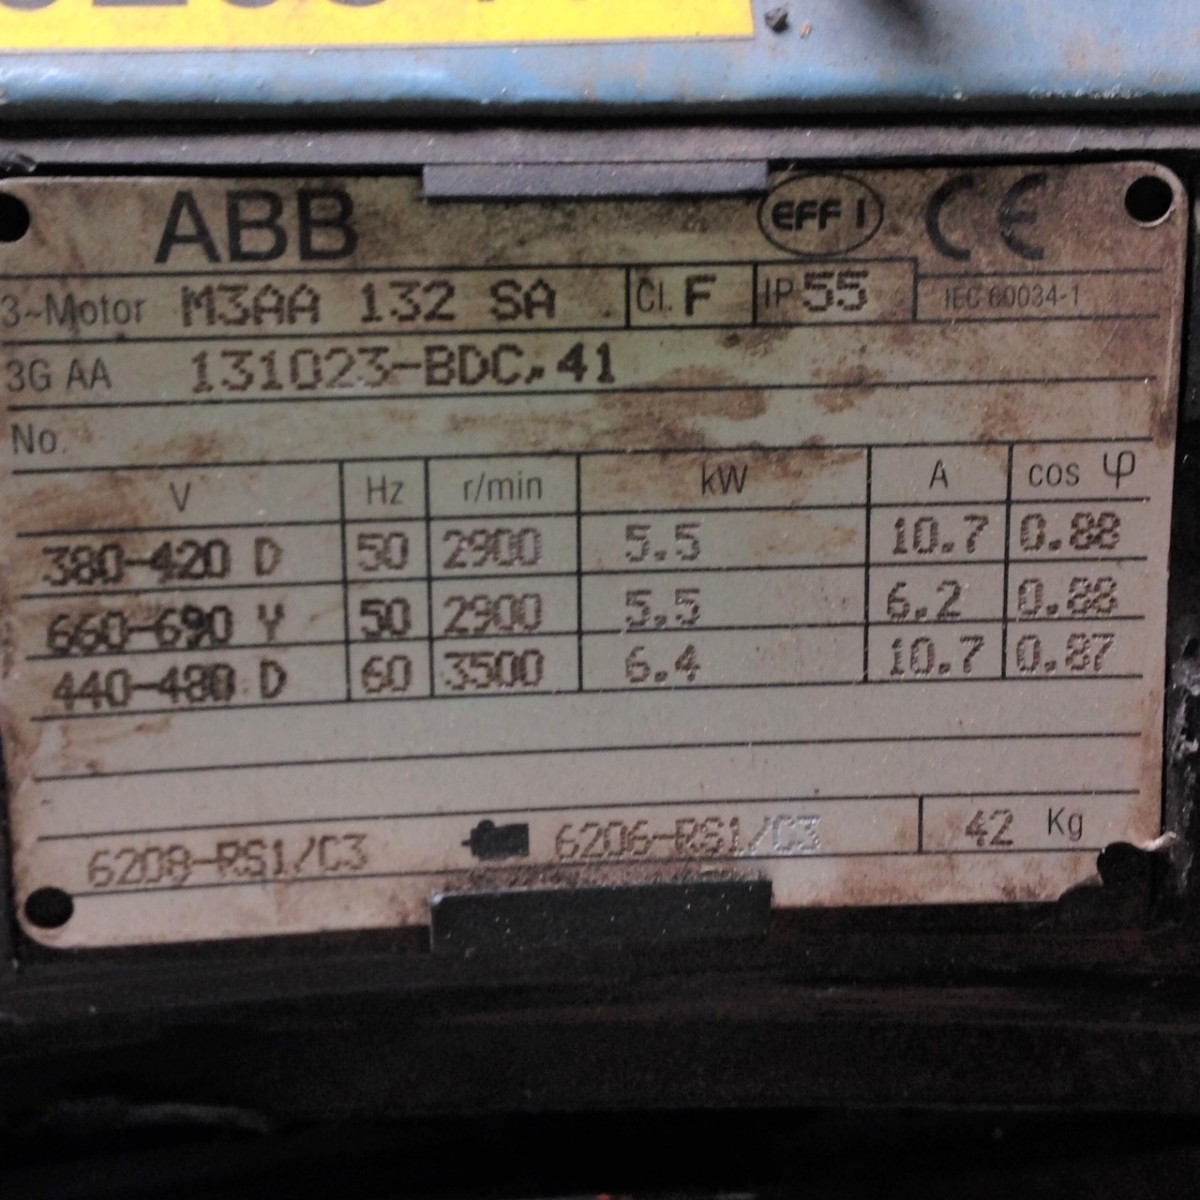 ABB EFF 1 CE
3~Motor M3AA 132 SA Cl. F IP 55 IEC 60034-1
3G AA 131023-BDC, 41
No.
V Hz r/min kW A cos φ
380-420 D 50 2900 5.5 10.7 0.88
660-690 Y 50 2900 5.5 6.2 0.88
440-480 D 60 3500 6.4 10.7 0.87
6208-RS1/C3 6206-RS1/C3 42 Kg